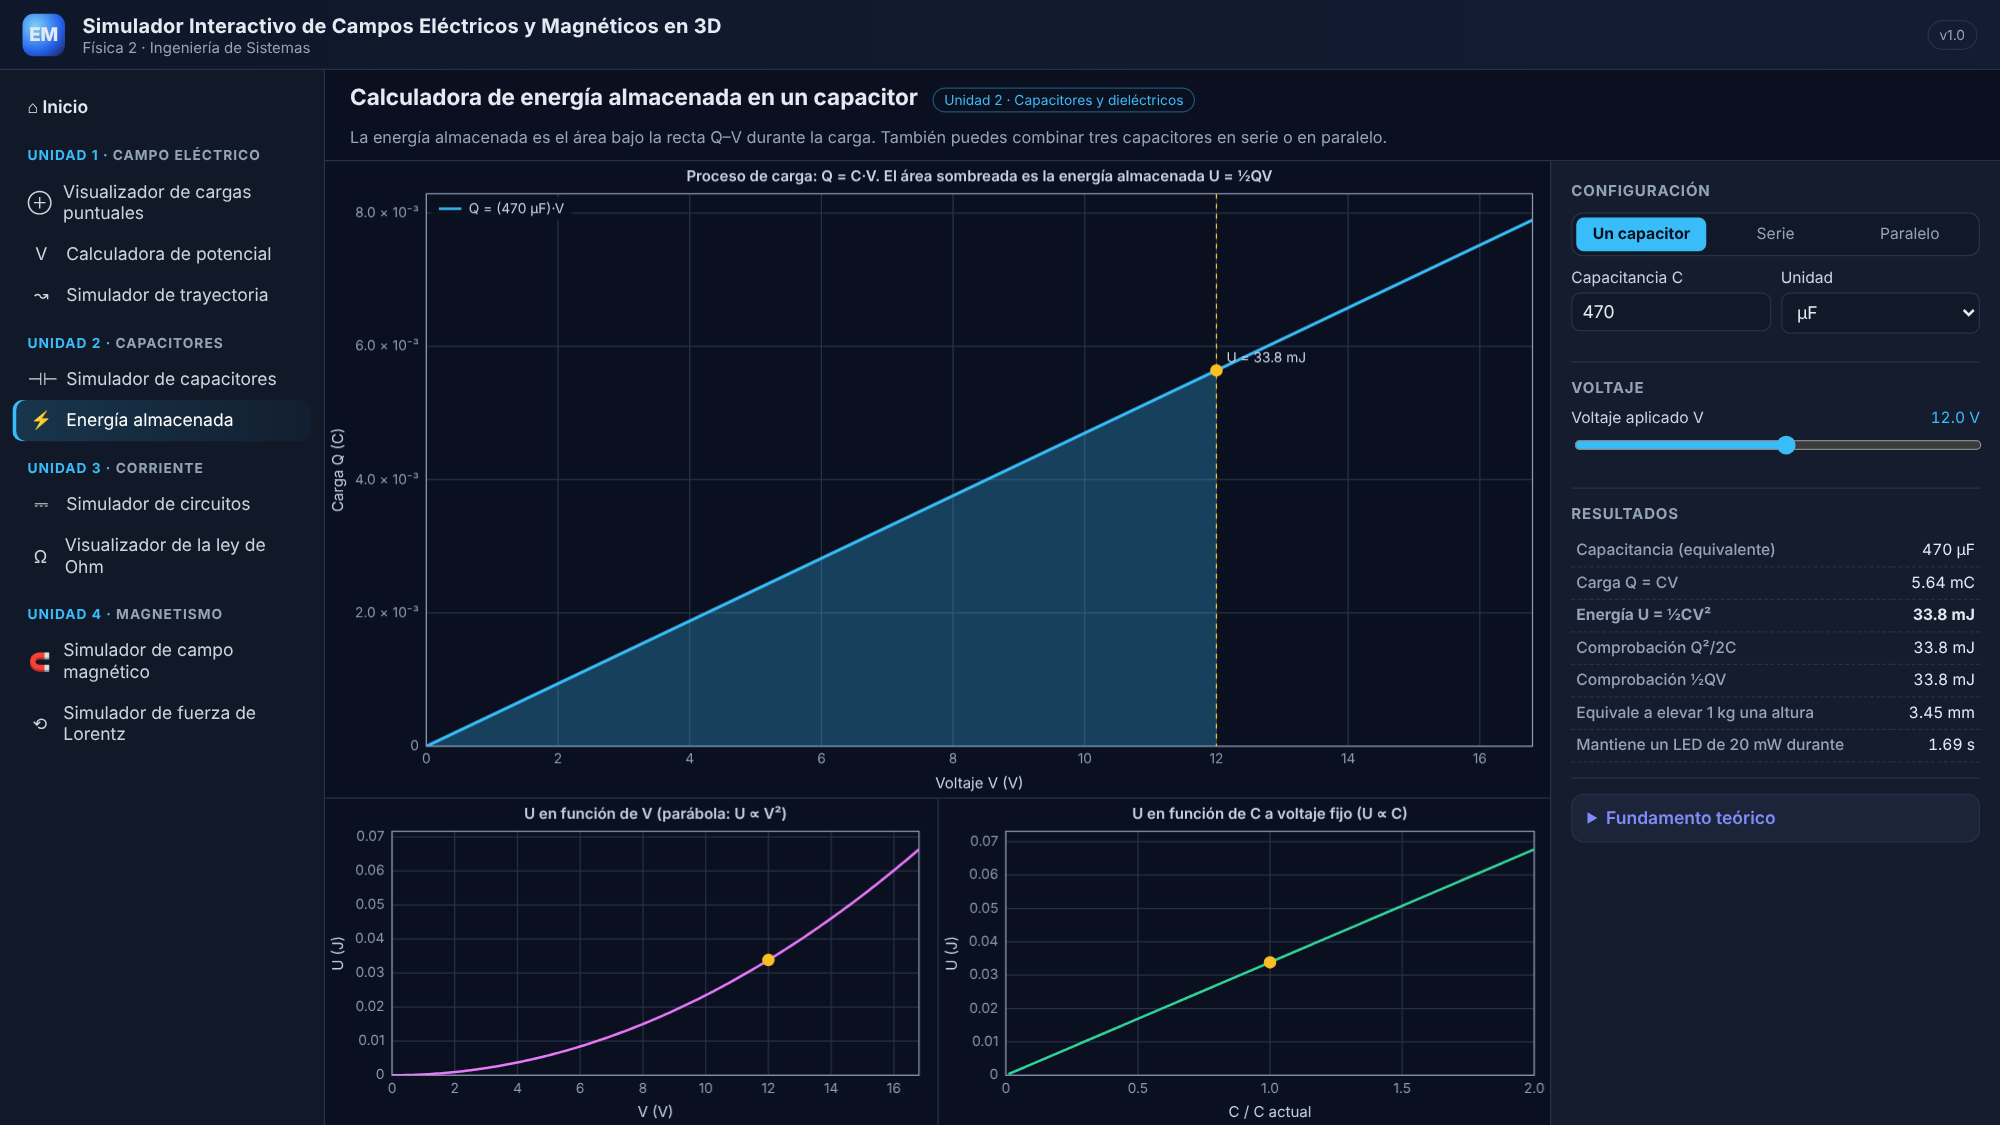 EM
Simulador Interactivo de Campos Eléctricos y Magnéticos en 3D
Física 2 · Ingeniería de Sistemas
v1.0
⌂ Inicio
UNIDAD 1 · CAMPO ELÉCTRICO
Visualizador de cargas
puntuales
V Calculadora de potencial
↝ Simulador de trayectoria
UNIDAD 2 · CAPACITORES
⊣⊢ Simulador de capacitores
⚡ Energía almacenada
UNIDAD 3 · CORRIENTE
⎓ Simulador de circuitos
Ω Visualizador de la ley de
Ohm
UNIDAD 4 · MAGNETISMO
🧲 Simulador de campo
magnético
⟲ Simulador de fuerza de
Lorentz
Calculadora de energía almacenada en un capacitor
Unidad 2 · Capacitores y dieléctricos
La energía almacenada es el área bajo la recta Q–V durante la carga. También puedes combinar tres capacitores en serie o en paralelo.
Proceso de carga: Q = C·V. El área sombreada es la energía almacenada U = ½QV
Q = (470 µF)·V
8.0 × 10⁻³
6.0 × 10⁻³
4.0 × 10⁻³
2.0 × 10⁻³
0
Carga Q (C)
U = 33.8 mJ
0 2 4 6 8 10 12 14 16
Voltaje V (V)
U en función de V (parábola: U ∝ V²)
0.07
0.06
0.05
0.04
0.03
0.02
0.01
0
U (J)
0 2 4 6 8 10 12 14 16
V (V)
U en función de C a voltaje fijo (U ∝ C)
0.07
0.06
0.05
0.04
0.03
0.02
0.01
0
U (J)
0 0.5 1.0 1.5 2.0
C / C actual
CONFIGURACIÓN
Un capacitor Serie Paralelo
Capacitancia C Unidad
470 µF
VOLTAJE
Voltaje aplicado V 12.0 V
RESULTADOS
Capacitancia (equivalente) 470 µF
Carga Q = CV 5.64 mC
Energía U = ½CV² 33.8 mJ
Comprobación Q²/2C 33.8 mJ
Comprobación ½QV 33.8 mJ
Equivale a elevar 1 kg una altura 3.45 mm
Mantiene un LED de 20 mW durante 1.69 s
▶ Fundamento teórico